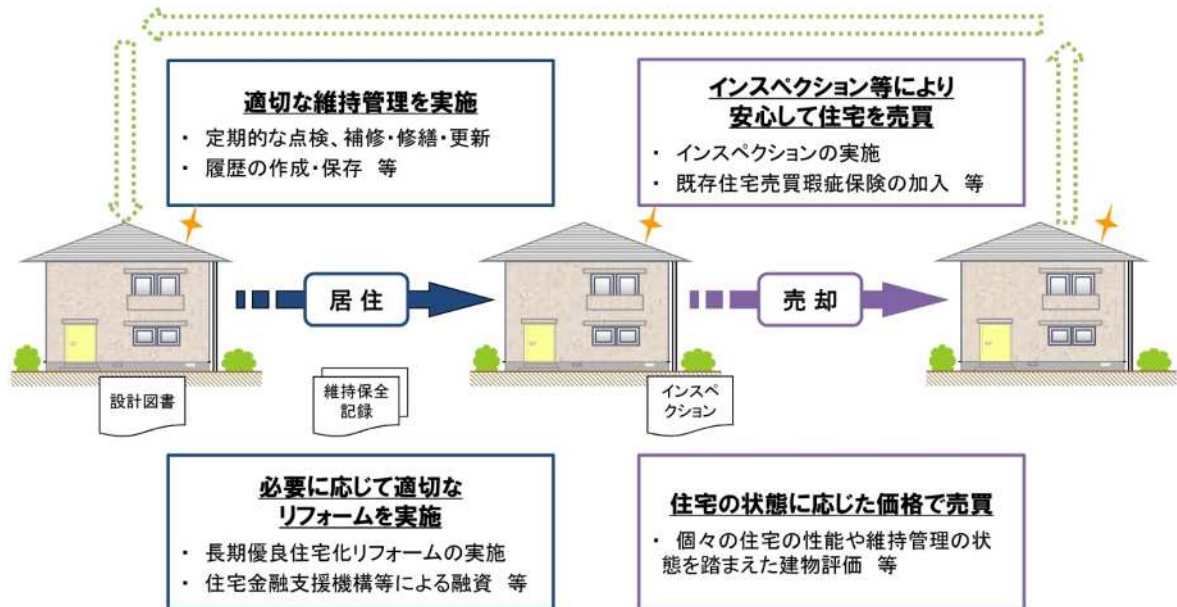 適切な維持管理を実施
・ 定期的な点検、補修・修繕・更新
・ 履歴の作成・保存 等
インスペクション等により
安心して住宅を売買
・ インスペクションの実施
・ 既存住宅売買瑕疵保険の加入 等
居 住
売 却
設計図書
維持保全
記録
インスペ
クション
必要に応じて適切な
リフォームを実施
・ 長期優良住宅化リフォームの実施
・ 住宅金融支援機構等による融資 等
住宅の状態に応じた価格で売買
・ 個々の住宅の性能や維持管理の状
態を踏まえた建物評価 等